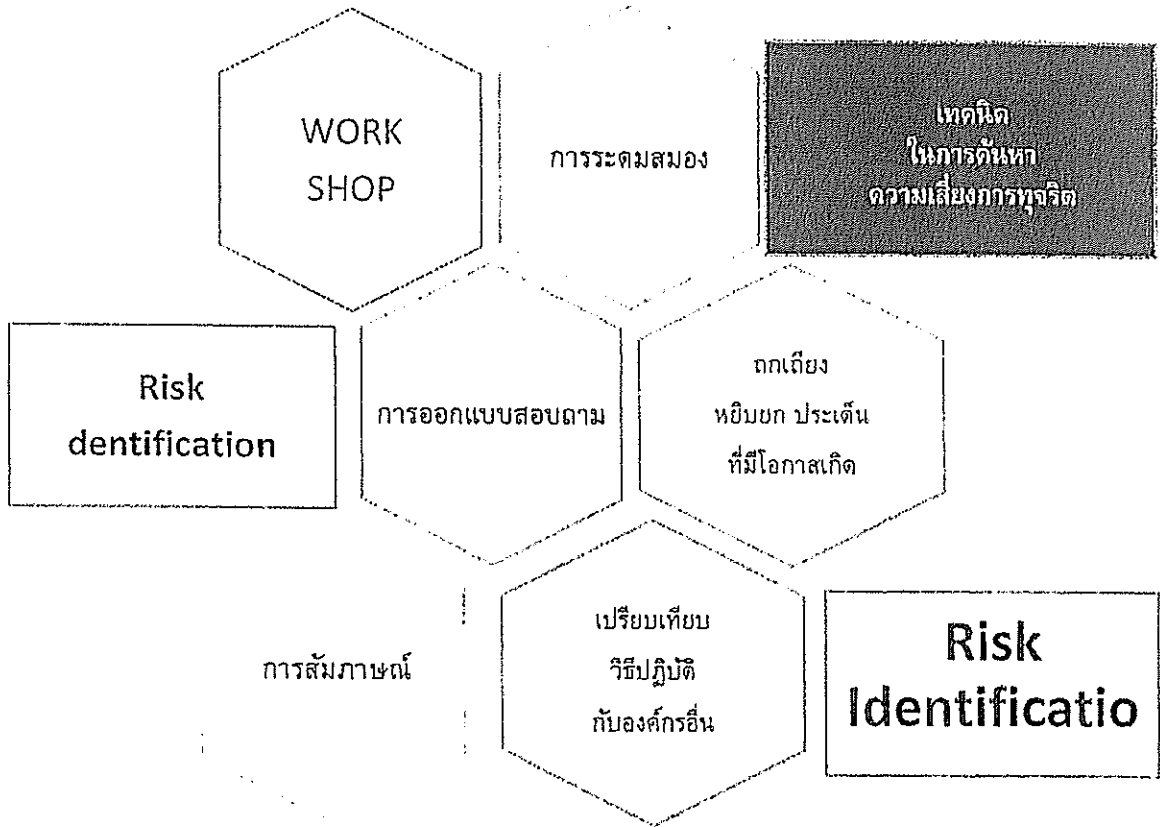 WORK
SHOP
การระดมสมอง
เทคนิค
ในการค้นหา
ความเสี่ยงการทุจริต
Risk
dentification
การออกแบบสอบถาม
ถกเถียง
หยิบยก ประเด็น
ที่มีโอกาสเกิด
การสัมภาษณ์
เปรียบเทียบ
วิธีปฏิบัติ
กับองค์กรอื่น
Risk
Identificatio